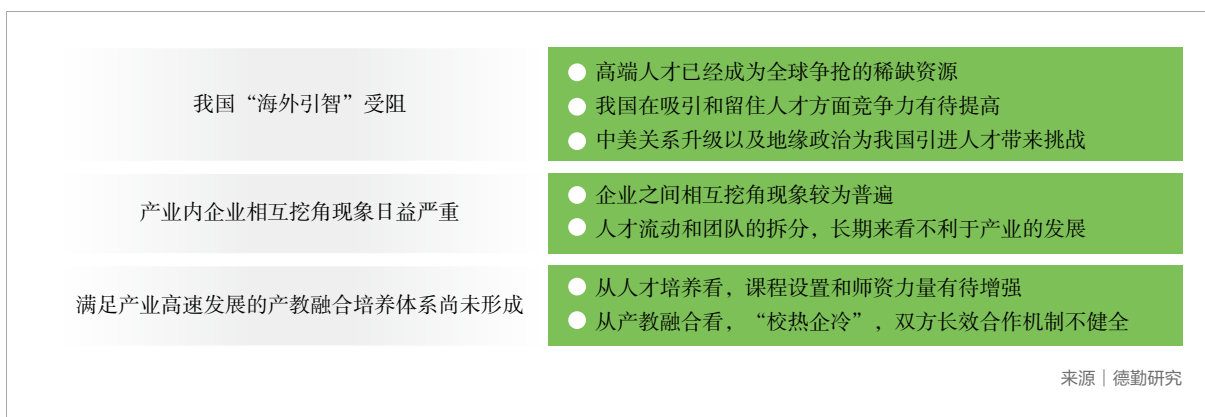 我国“海外引智”受阻
高端人才已经成为全球争抢的稀缺资源
我国在吸引和留住人才方面竞争力有待提高
中美关系升级以及地缘政治为我国引进人才带来挑战
产业内企业相互挖角现象日益严重
企业之间相互挖角现象较为普遍
人才流动和团队的拆分，长期来看不利于产业的发展
满足产业高速发展的产教融合培养体系尚未形成
从人才培养看，课程设置和师资力量有待增强
从产教融合看，“校热企冷”，双方长效合作机制不健全
来源｜德勤研究